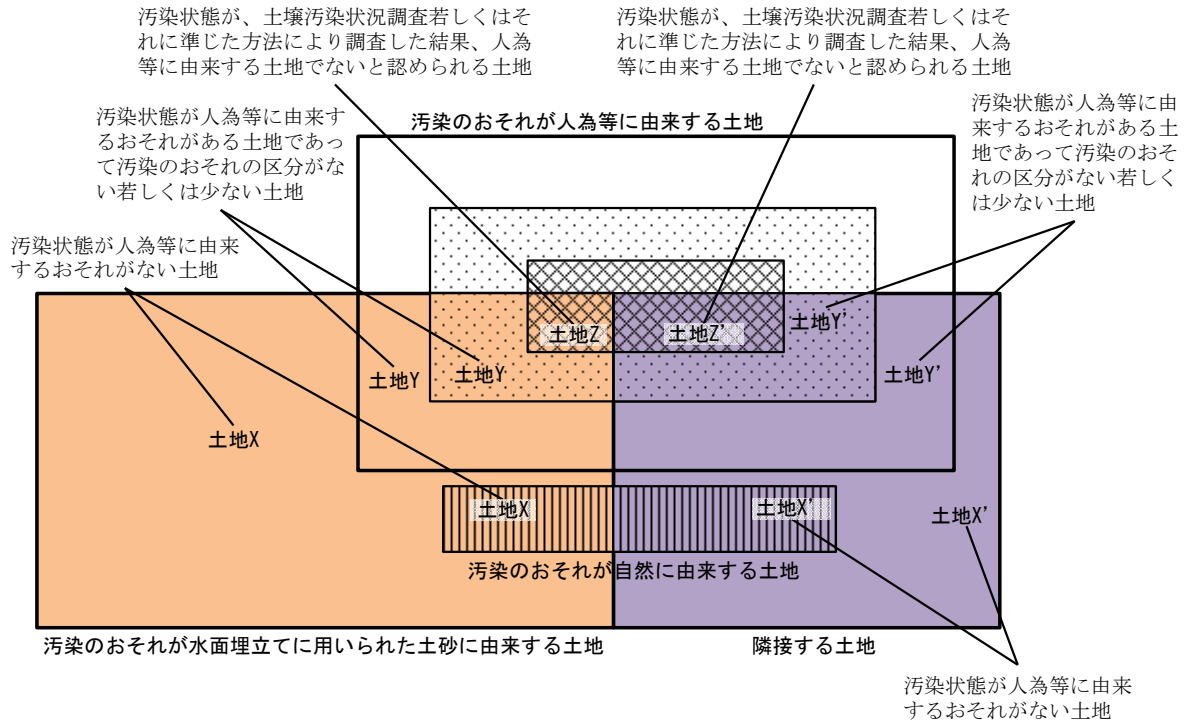 汚染状態が、土壌汚染状況調査若しくはそ
れに準じた方法により調査した結果、人為
等に由来する土地でないと認められる土地
汚染状態が、土壌汚染状況調査若しくはそ
れに準じた方法により調査した結果、人為
等に由来する土地でないと認められる土地
汚染状態が人為等に由来す
るおそれがある土地であっ
て汚染のおそれの区分がな
い若しくは少ない土地
汚染のおそれが人為等に由来する土地
汚染状態が人為等に由
来するおそれがある土
地であって汚染のおそ
れの区分がない若しく
は少ない土地
汚染状態が人為等に由来
するおそれがない土地
土地Z
土地Z'
土地Y'
土地Y
土地Y
土地Y'
土地X
土地X
土地X'
土地X'
汚染のおそれが自然に由来する土地
汚染のおそれが水面埋立てに用いられた土砂に由来する土地
隣接する土地
汚染状態が人為等に由来
するおそれがない土地